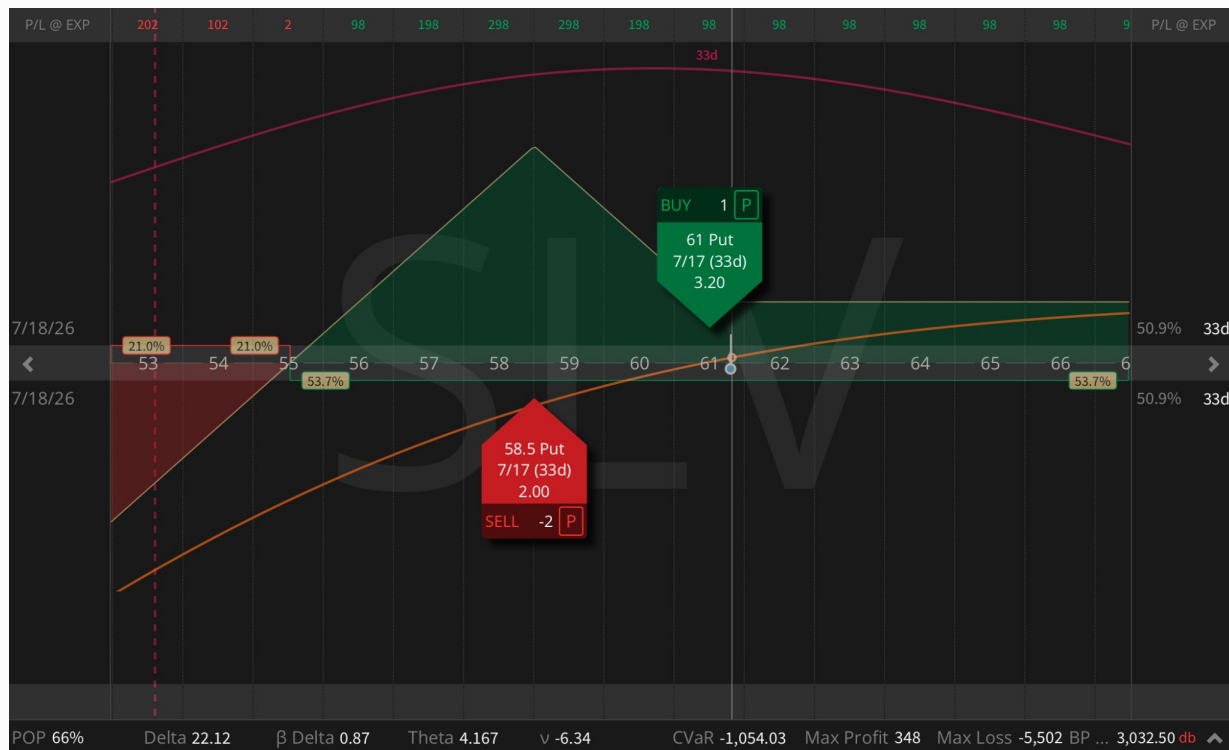 P/L @ EXP 202 102 2 98 198 298 298 198 98 98 98 98 98 98 9 P/L @ EXP
33d
BUY 1 P
61 Put
7/17 (33d)
3.20
SLV
7/18/26 50.9% 33d
21.0% 21.0%
53 54 55 56 57 58 59 60 61 62 63 64 65 66 6
53.7% 53.7%
7/18/26 50.9% 33d
58.5 Put
7/17 (33d)
2.00
SELL -2 P
POP 66% Delta 22.12 β Delta 0.87 Theta 4.167 ν -6.34 CVaR -1,054.03 Max Profit 348 Max Loss -5,502 BP ... 3,032.50 db